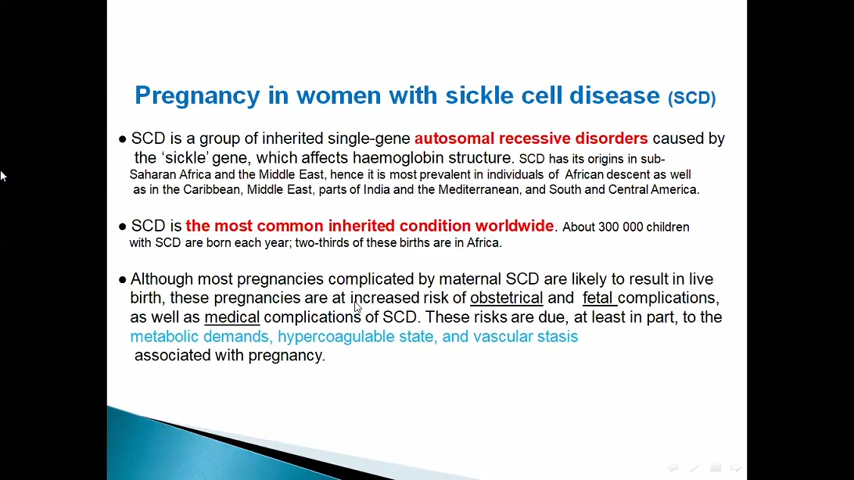 Pregnancy in women with sickle cell disease (SCD)
● SCD is a group of inherited single-gene autosomal recessive disorders caused by
the 'sickle' gene, which affects haemoglobin structure. SCD has its origins in sub-
Saharan Africa and the Middle East, hence it is most prevalent in individuals of African descent as well
as in the Caribbean, Middle East, parts of India and the Mediterranean, and South and Central America.
● SCD is the most common inherited condition worldwide. About 300 000 children
with SCD are born each year; two-thirds of these births are in Africa.
● Although most pregnancies complicated by maternal SCD are likely to result in live
birth, these pregnancies are at increased risk of obstetrical and fetal complications,
as well as medical complications of SCD. These risks are due, at least in part, to the
metabolic demands, hypercoagulable state, and vascular stasis
associated with pregnancy.